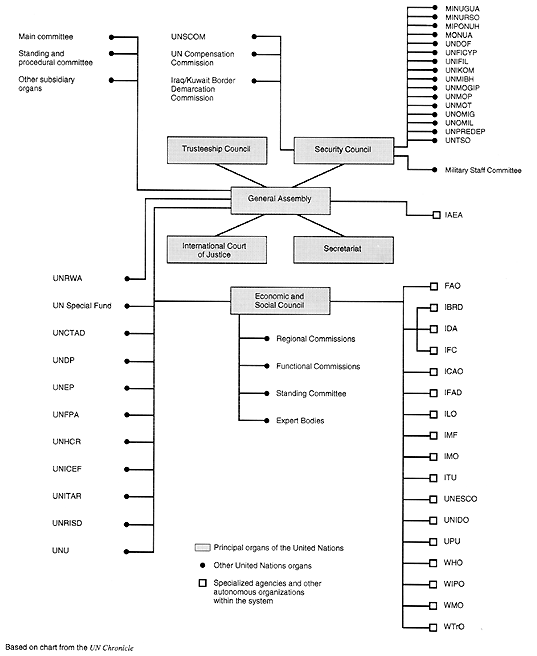 Main committee
Standing and
procedural committee
Other subsidiary
organs
UNSCOM
UN Compensation
Commission
Iraq/Kuwait Border
Demarcation
Commission
MINUGUA
MINURSO
MIPONUH
MONUA
UNDOF
UNFICYP
UNIFIL
UNIKOM
UNMIBH
UNMOGIP
UNMOP
UNMOT
UNOMIG
UNOMIL
UNPREDEP
UNTSO
Military Staff Committee
Trusteeship Council
Security Council
General Assembly
IAEA
International Court
of Justice
Secretariat
Economic and
Social Council
Regional Commissions
Functional Commissions
Standing Committee
Expert Bodies
UNRWA
UN Special Fund
UNCTAD
UNDP
UNEP
UNFPA
UNHCR
UNICEF
UNITAR
UNRISD
UNU
FAO
IBRD
IDA
IFC
ICAO
IFAD
ILO
IMF
IMO
ITU
UNESCO
UNIDO
UPU
WHO
WIPO
WMO
WTrO
Principal organs of the United Nations
Other United Nations organs
Specialized agencies and other
autonomous organizations
within the system
Based on chart from the UN Chronicle